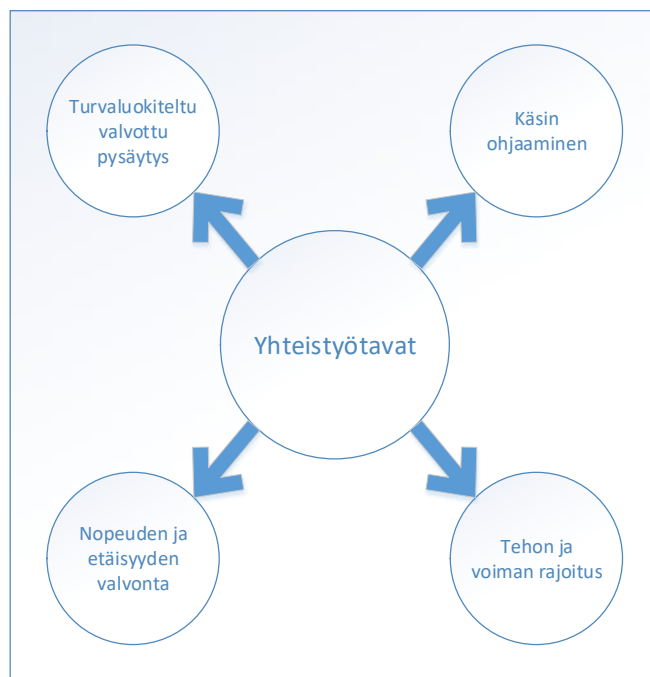 Turvaluokiteltu
valvottu
pysäytys
Käsin
ohjaaminen
Yhteistyötavat
Nopeuden ja
etäisyyden
valvonta
Tehon ja
voiman rajoitus